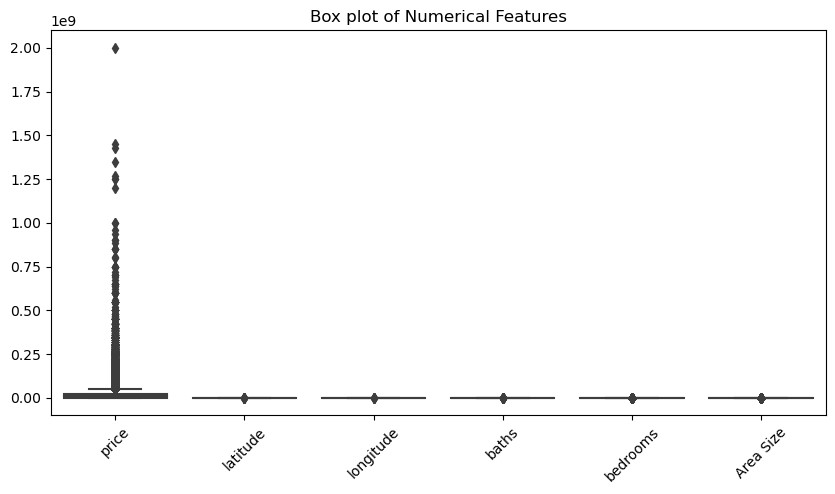 Box plot of Numerical Features
1e9
2.00
1.75
1.50
1.25
1.00
0.75
0.50
0.25
0.00
price
latitude
longitude
baths
bedrooms
Area Size